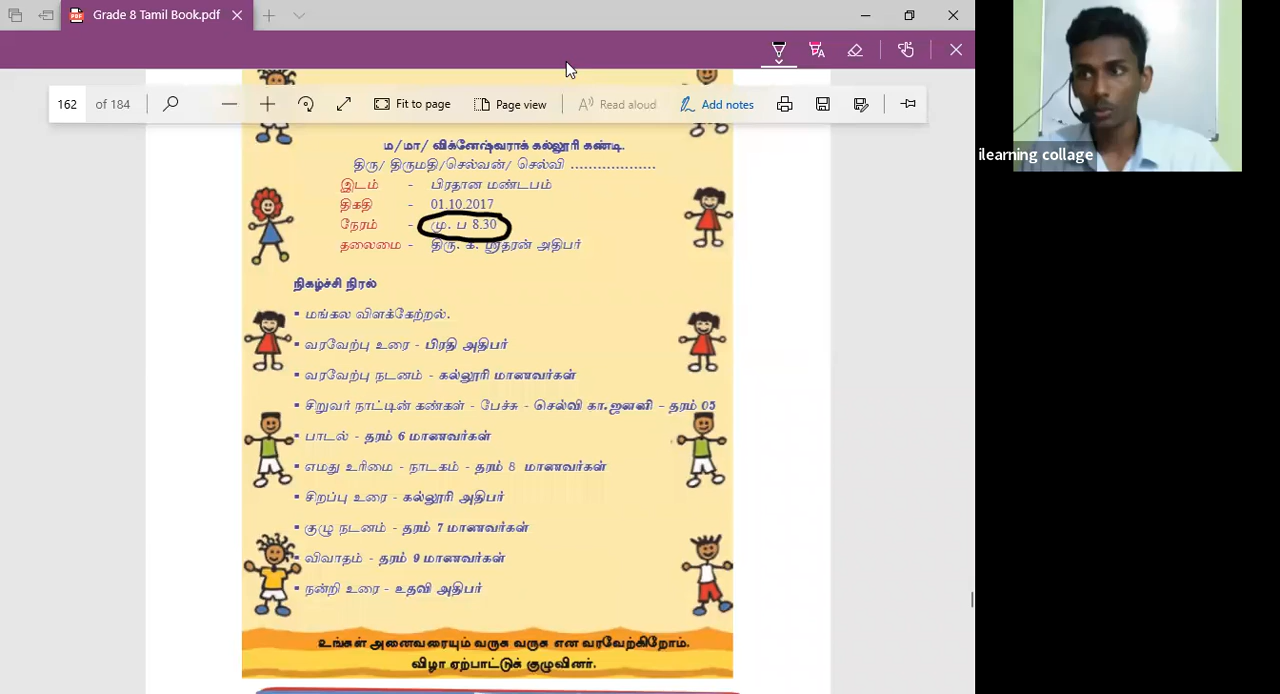 Grade 8 Tamil Book.pdf
162 of 184
Fit to page
Page view
Read aloud
Add notes
ilearning collage
ம/மா/ விக்னேஷ்வராக் கல்லூரி கண்டி.
திரு/ திருமதி/செல்வன்/ செல்வி ...................
இடம் - பிரதான மண்டபம்
திகதி - 01.10.2017
நேரம் - மு. ப 8.30
தலைமை - திரு. க. ஸ்ரீதரன் அதிபர்
நிகழ்ச்சி நிரல்
▪ மங்கல விளக்கேற்றல்.
▪ வரவேற்பு உரை - பிரதி அதிபர்
▪ வரவேற்பு நடனம் - கல்லூரி மாணவர்கள்
▪ சிறுவர் நாட்டின் கண்கள் - பேச்சு - செல்வி கா.ஜனனி – தரம் 05
▪ பாடல் - தரம் 6 மாணவர்கள்
▪ எமது உரிமை - நாடகம் - தரம் 8 மாணவர்கள்
▪ சிறப்பு உரை - கல்லூரி அதிபர்
▪ குழு நடனம் - தரம் 7 மாணவர்கள்
▪ விவாதம் - தரம் 9 மாணவர்கள்
▪ நன்றி உரை - உதவி அதிபர்
உங்கள் அனைவரையும் வருக வருக என வரவேற்கிறோம்.
விழா ஏற்பாட்டுக் குழுவினர்.